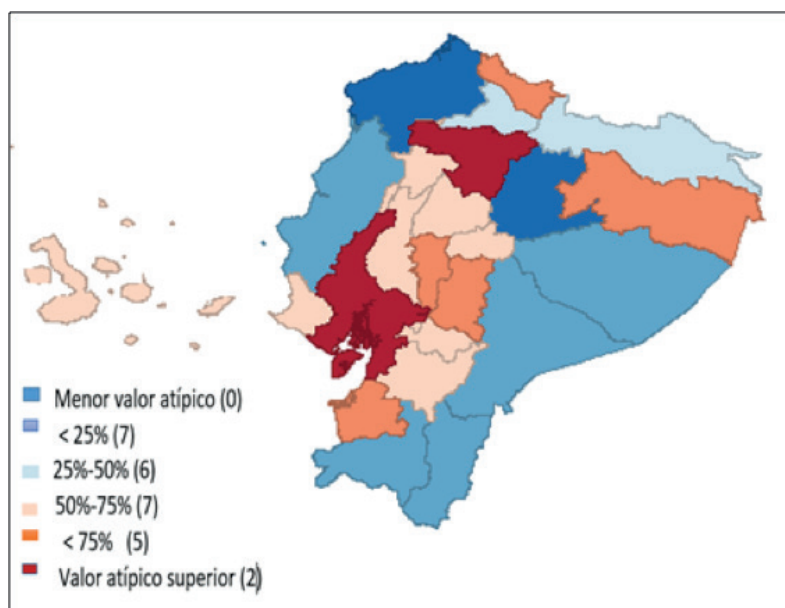 Menor valor atípico (0)
< 25% (7)
25%-50% (6)
50%-75% (7)
< 75% (5)
Valor atípico superior (2)